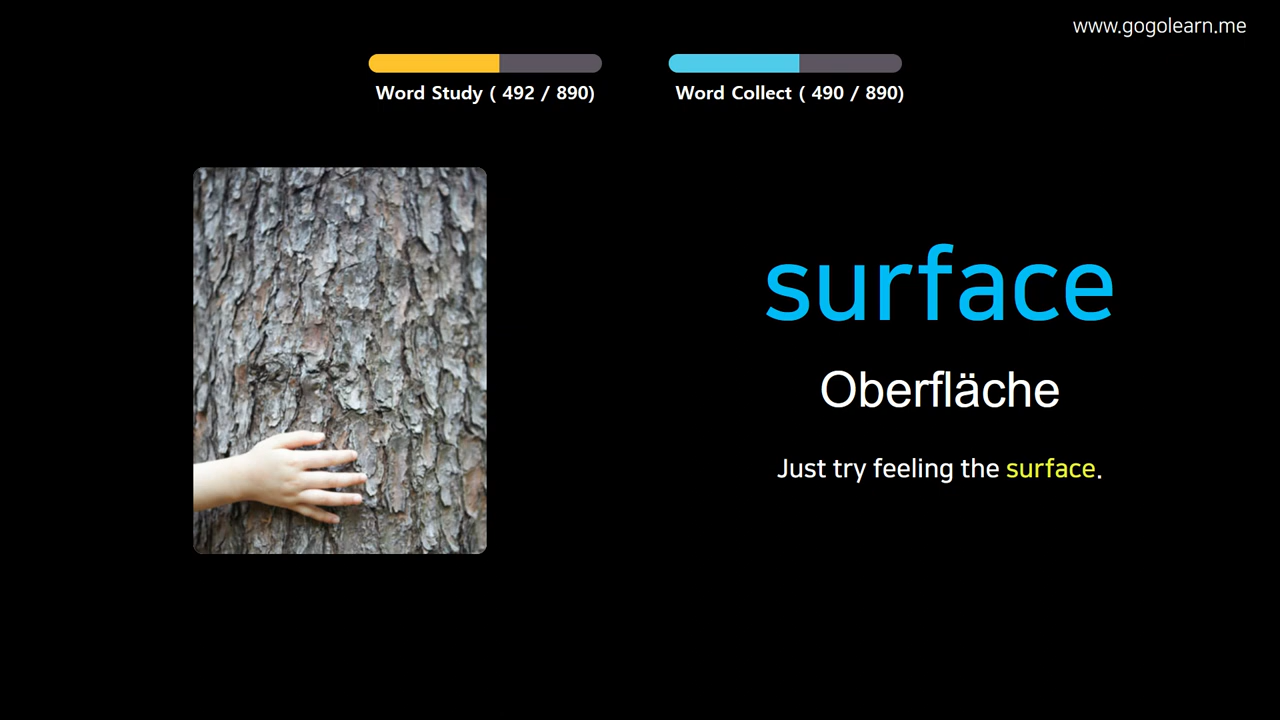 www.gogolearn.me
Word Study ( 492 / 890)
Word Collect ( 490 / 890)
surface
Oberfläche
Just try feeling the surface.